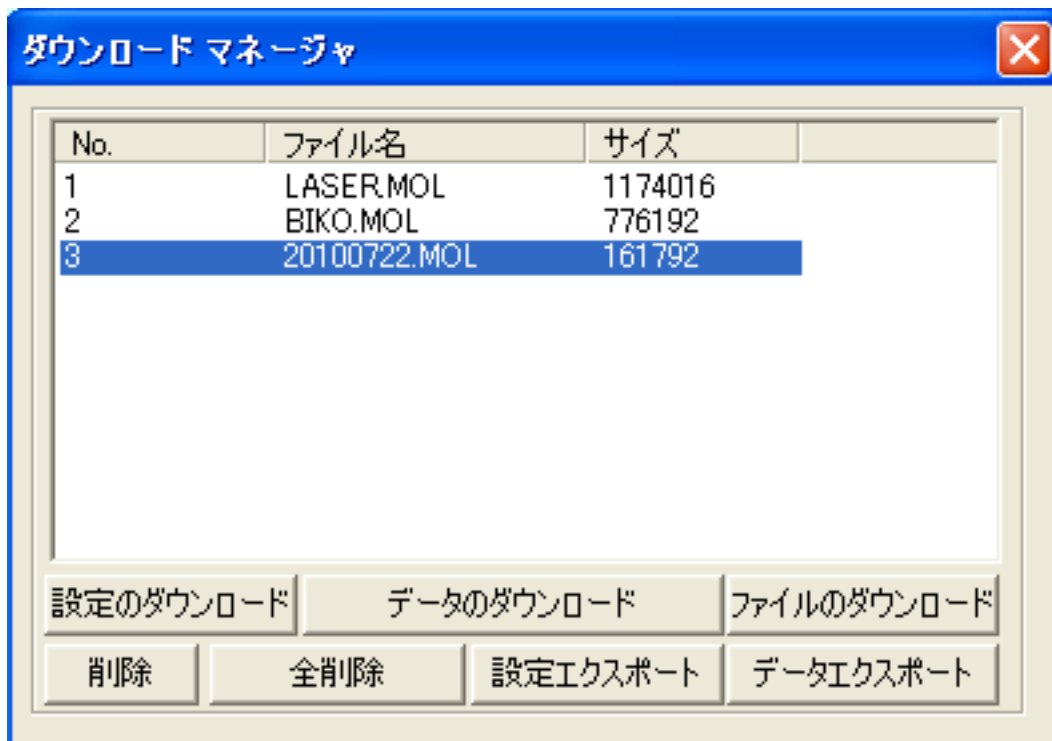 ダウンロード マネージャ
No. ファイル名 サイズ
1 LASER.MOL 1174016
2 BIKO.MOL 776192
3 20100722.MOL 161792
設定のダウンロード データのダウンロード ファイルのダウンロード
削除 全削除 設定エクスポート データエクスポート